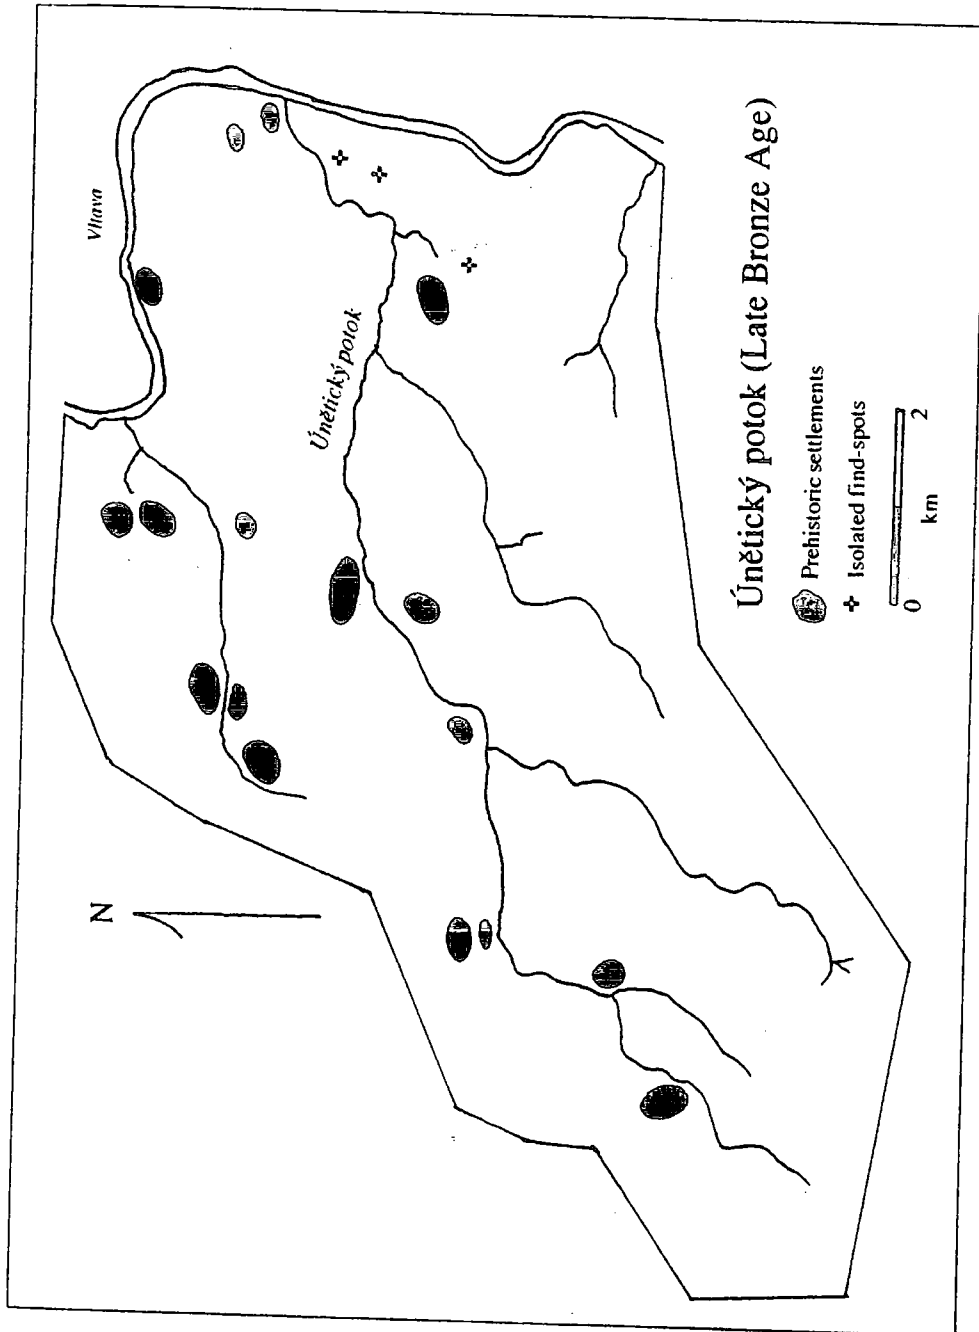 N
Vltava
Únětický potok
Únětický potok (Late Bronze Age)
Prehistoric settlements
Isolated find-spots
0 2
km